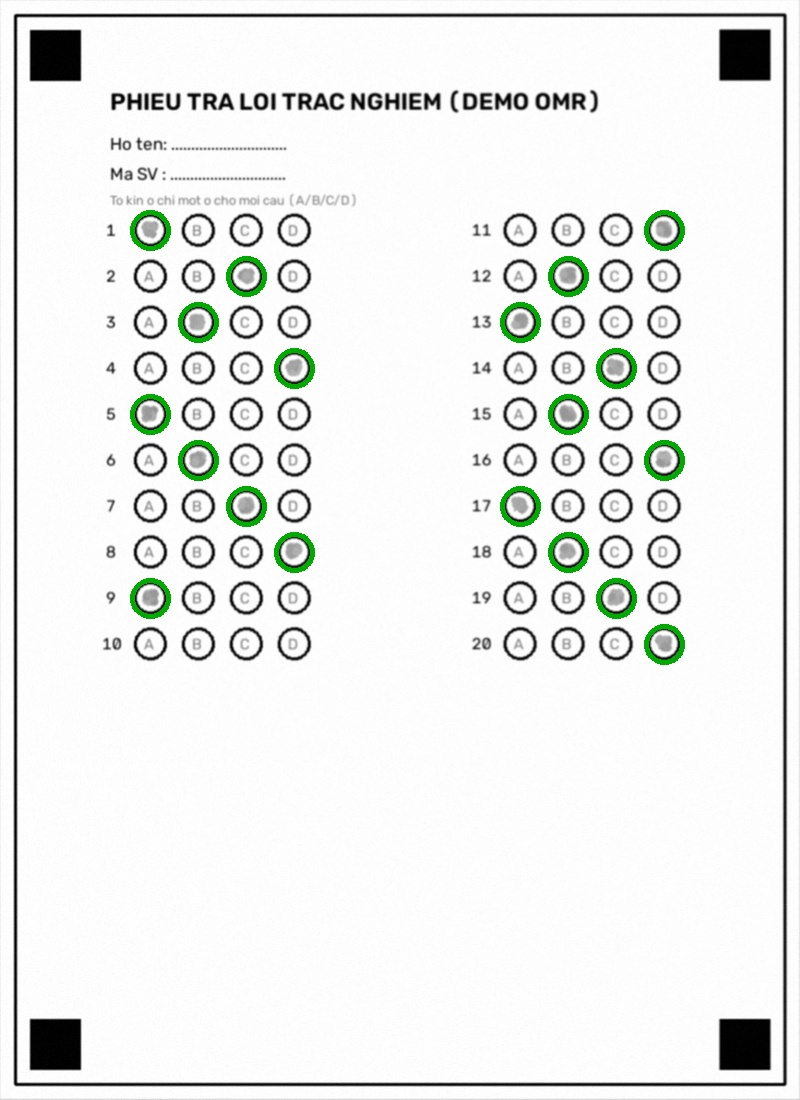 PHIEU TRA LOI TRAC NGHIEM (DEMO OMR)
Ho ten: .............................
Ma SV : .............................
To kin o chi mot o cho moi cau (A/B/C/D)
1 B C D
2 A B D
3 A C D
4 A B C
5 B C D
6 A C D
7 A B D
8 A B C
9 B C D
10 A B C D
11 A B C
12 A C D
13 B C D
14 A B D
15 A C D
16 A B C
17 B C D
18 A C D
19 A B D
20 A B C